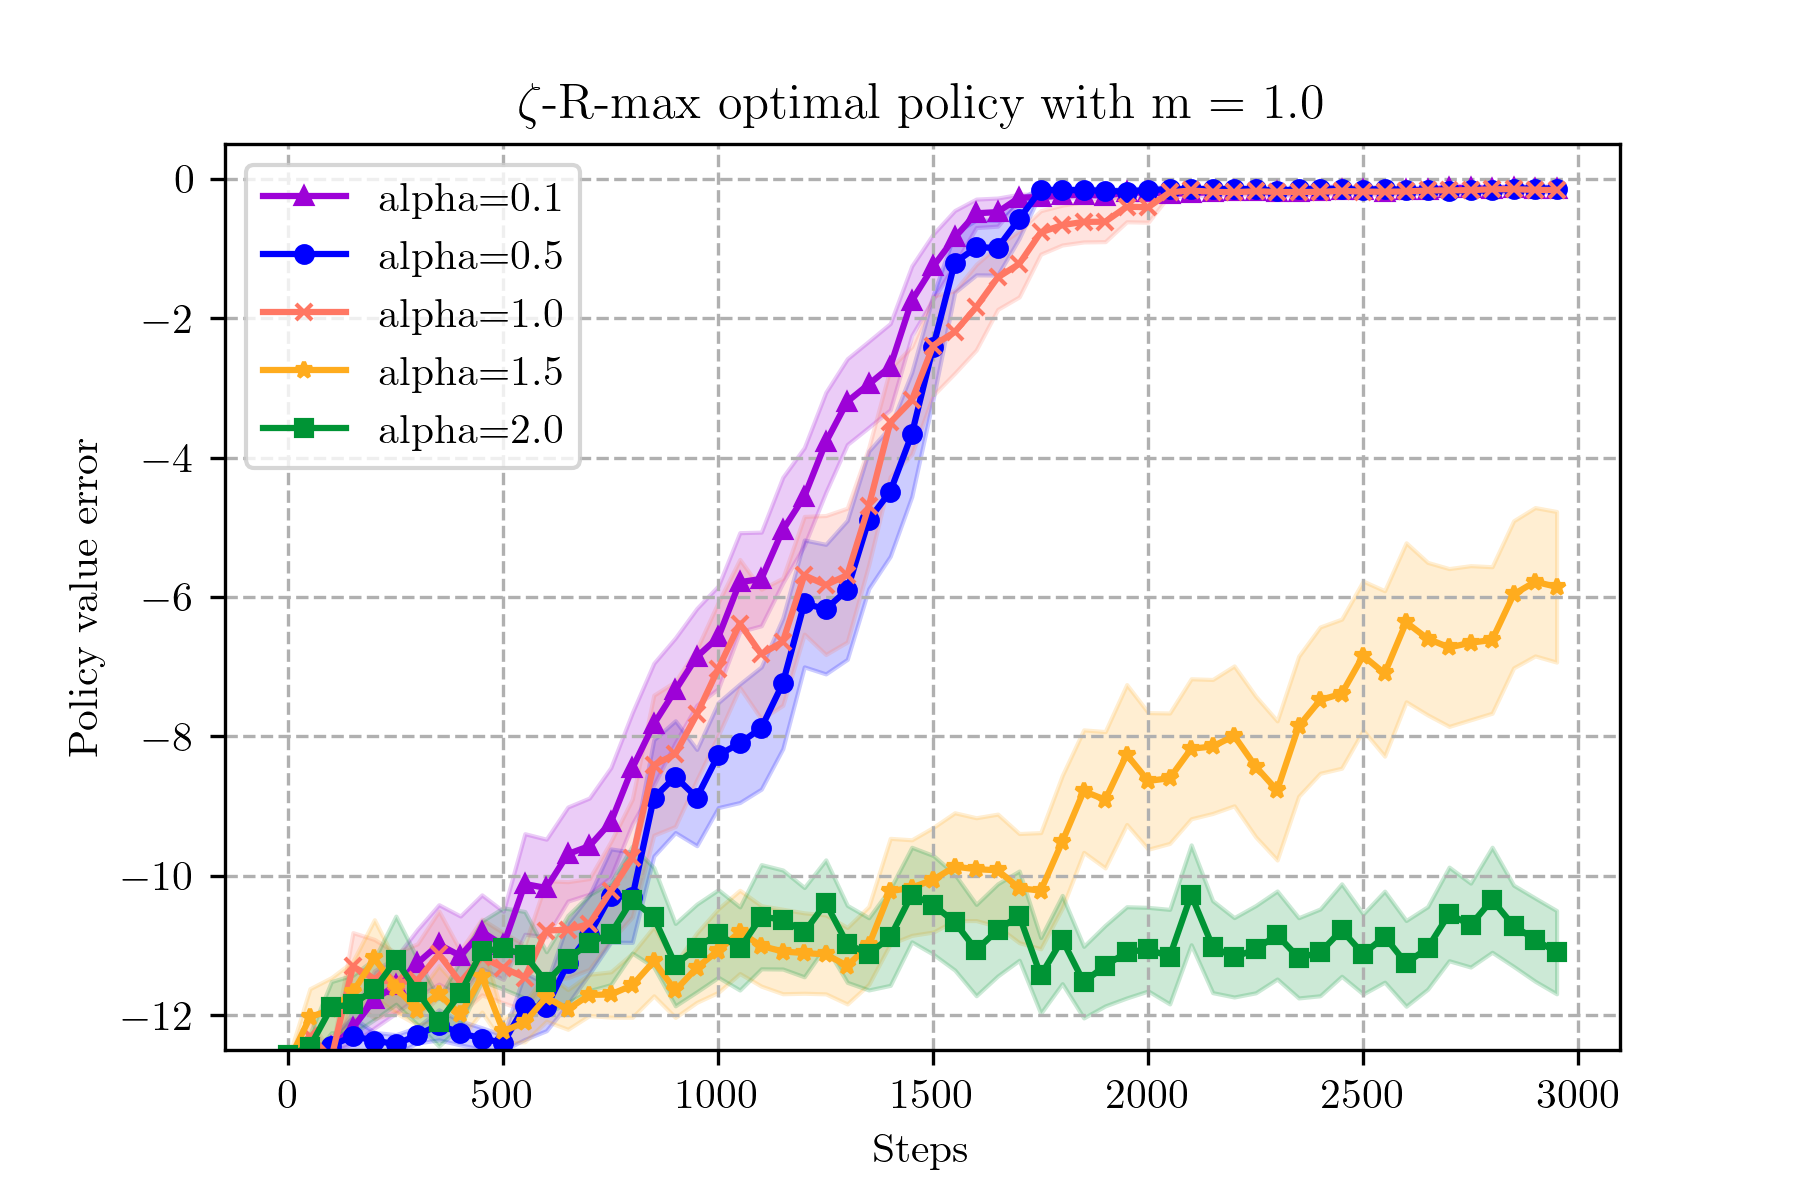 ζ-R-max optimal policy with m = 1.0
alpha=0.1
alpha=0.5
alpha=1.0
alpha=1.5
alpha=2.0
Policy value error
0
−2
−4
−6
−8
−10
−12
0 500 1000 1500 2000 2500 3000
Steps